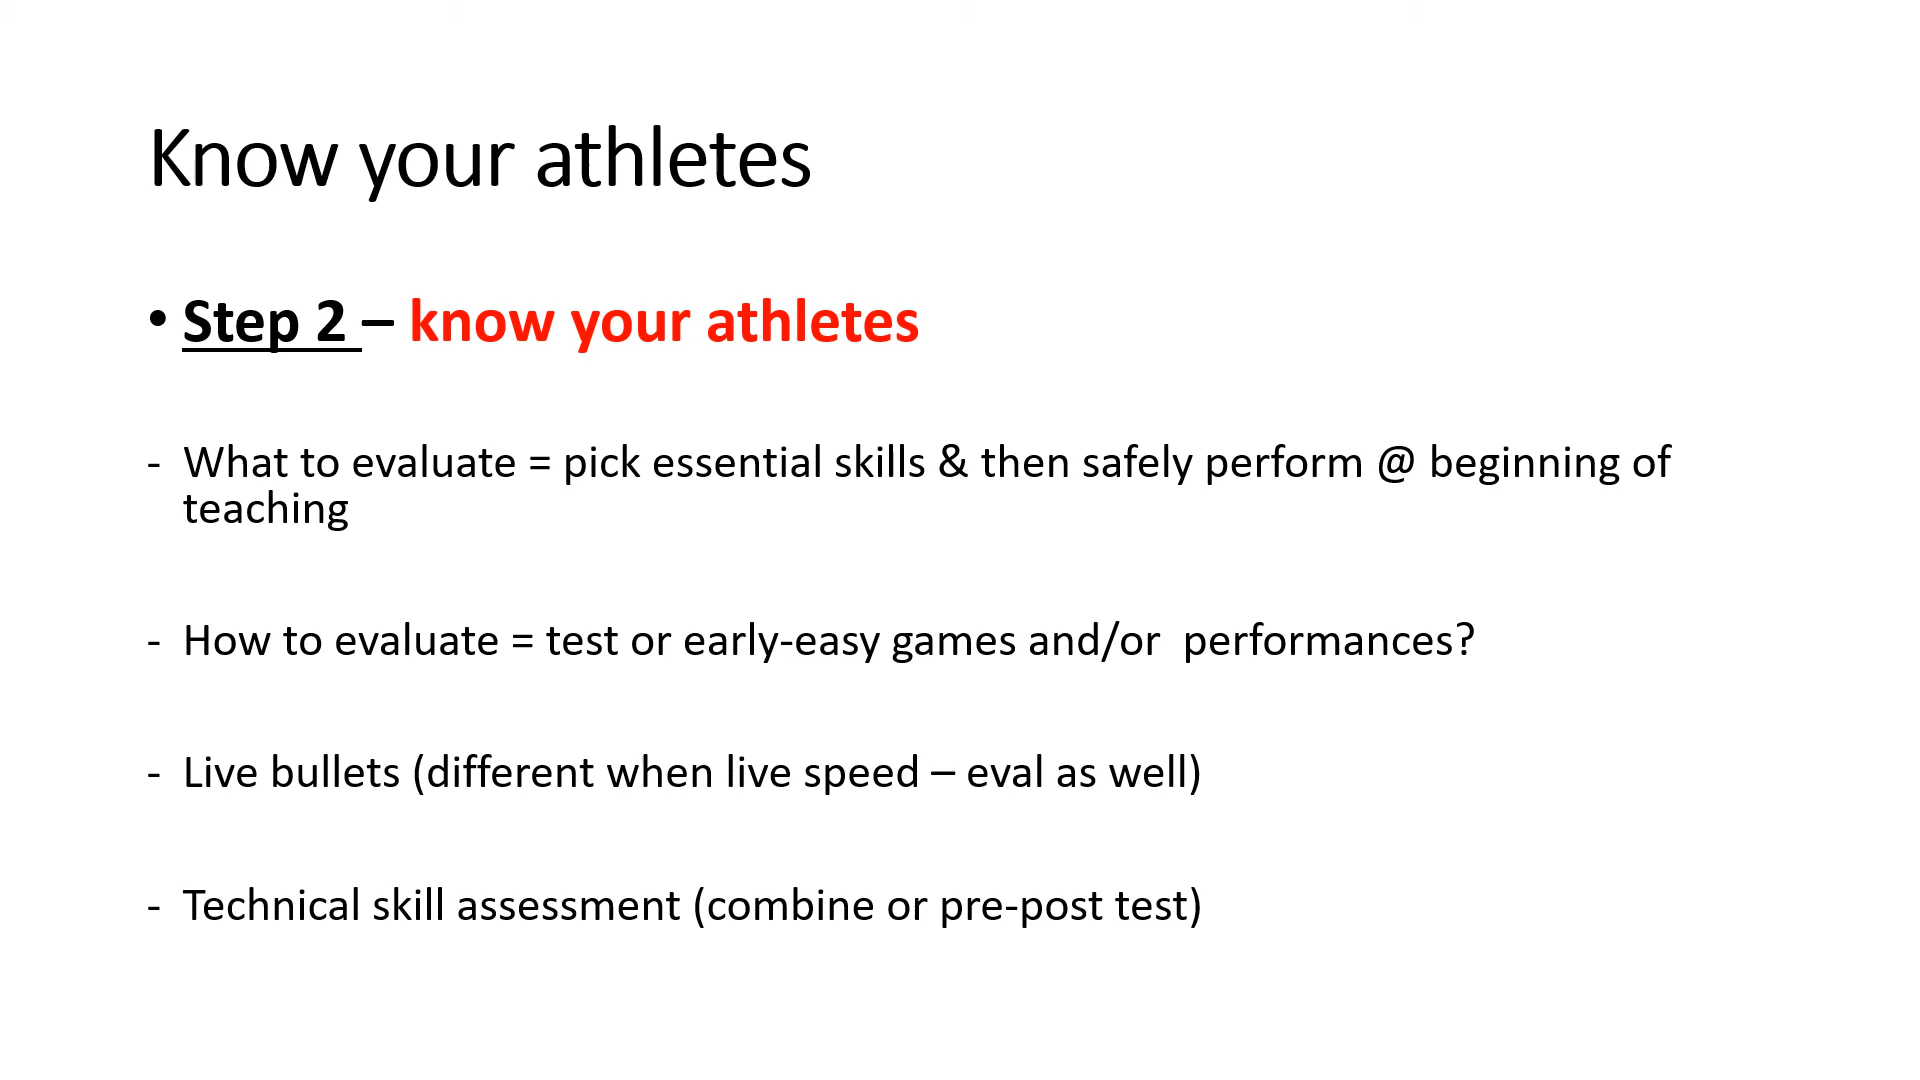 Know your athletes
• Step 2 – know your athletes
- What to evaluate = pick essential skills & then safely perform @ beginning of
teaching
- How to evaluate = test or early-easy games and/or  performances?
- Live bullets (different when live speed – eval as well)
- Technical skill assessment (combine or pre-post test)